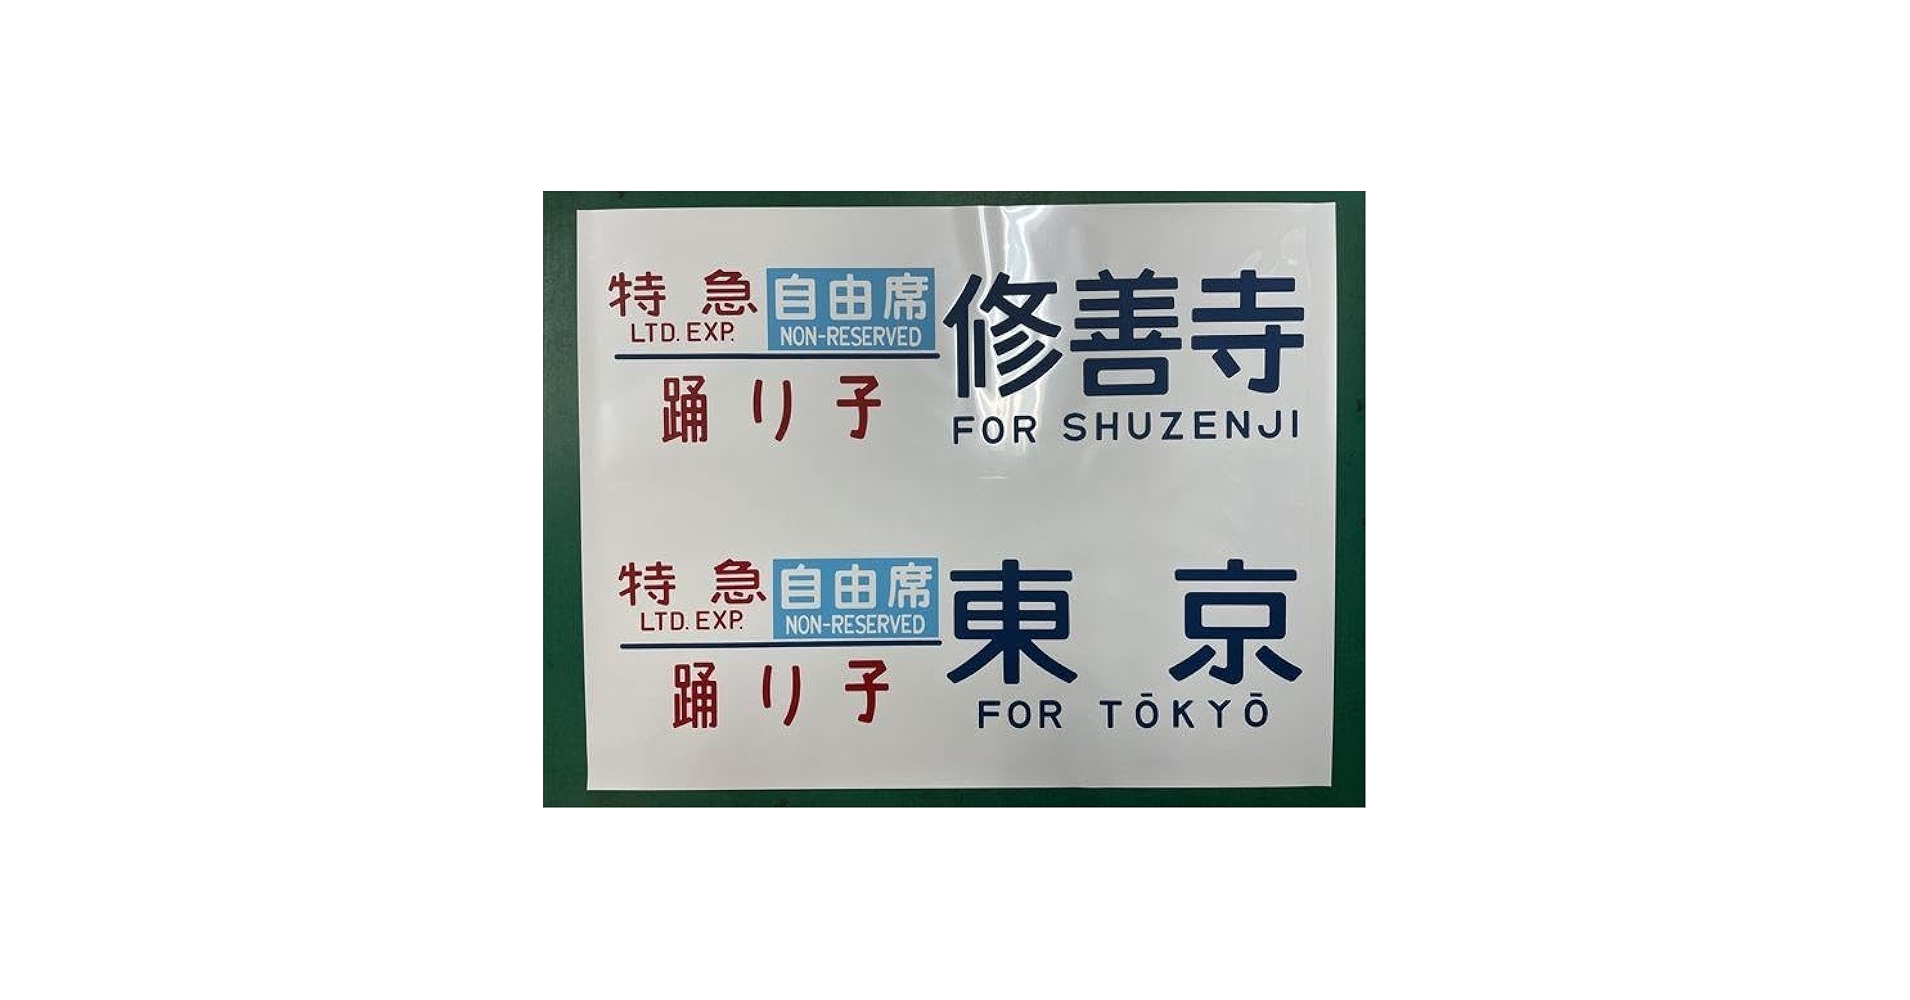 特急 自由席 修善寺
LTD. EXP. NON-RESERVED
踊り子 FOR SHUZENJI
特急 自由席 東京
LTD. EXP. NON-RESERVED
踊り子 FOR TŌKYŌ